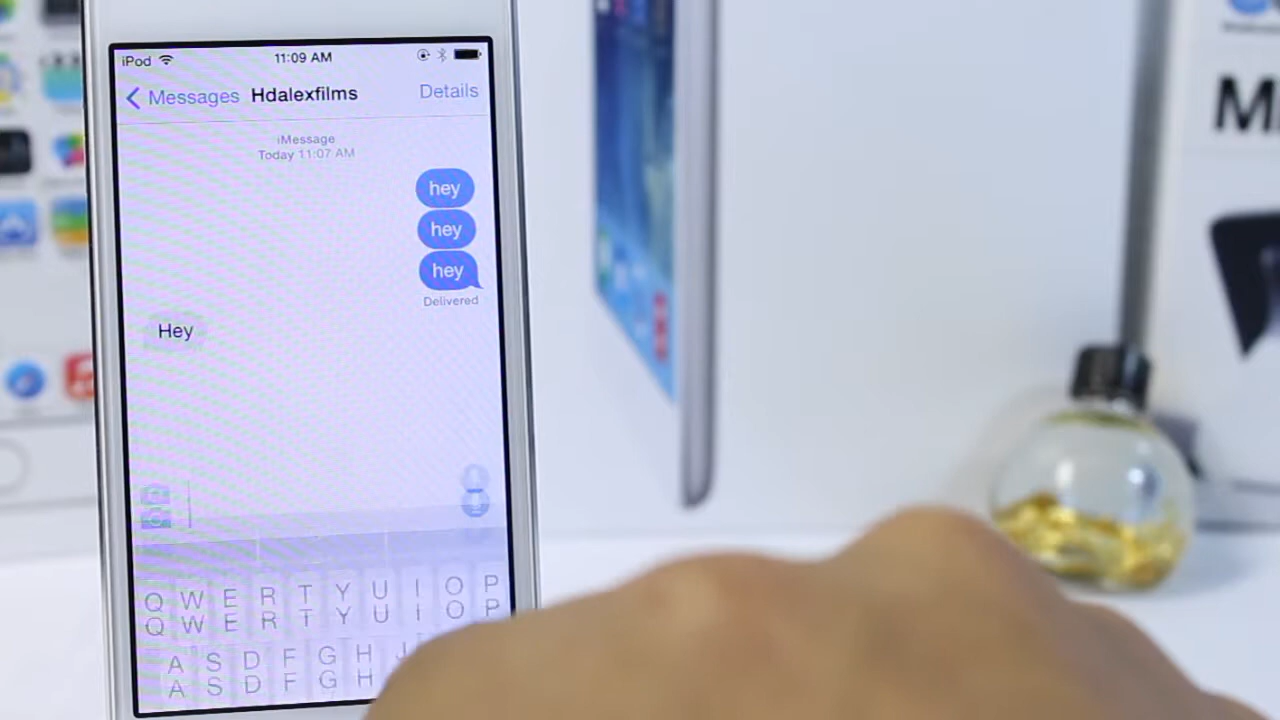 iPod 11:09 AM
Messages Hdalexfilms Details
iMessage
Today 11:07 AM
hey
hey
hey
Delivered
Hey
Q W E R T Y U I O P
Q W E R T Y U I O P
A S D F G H J
A S D F G H
M